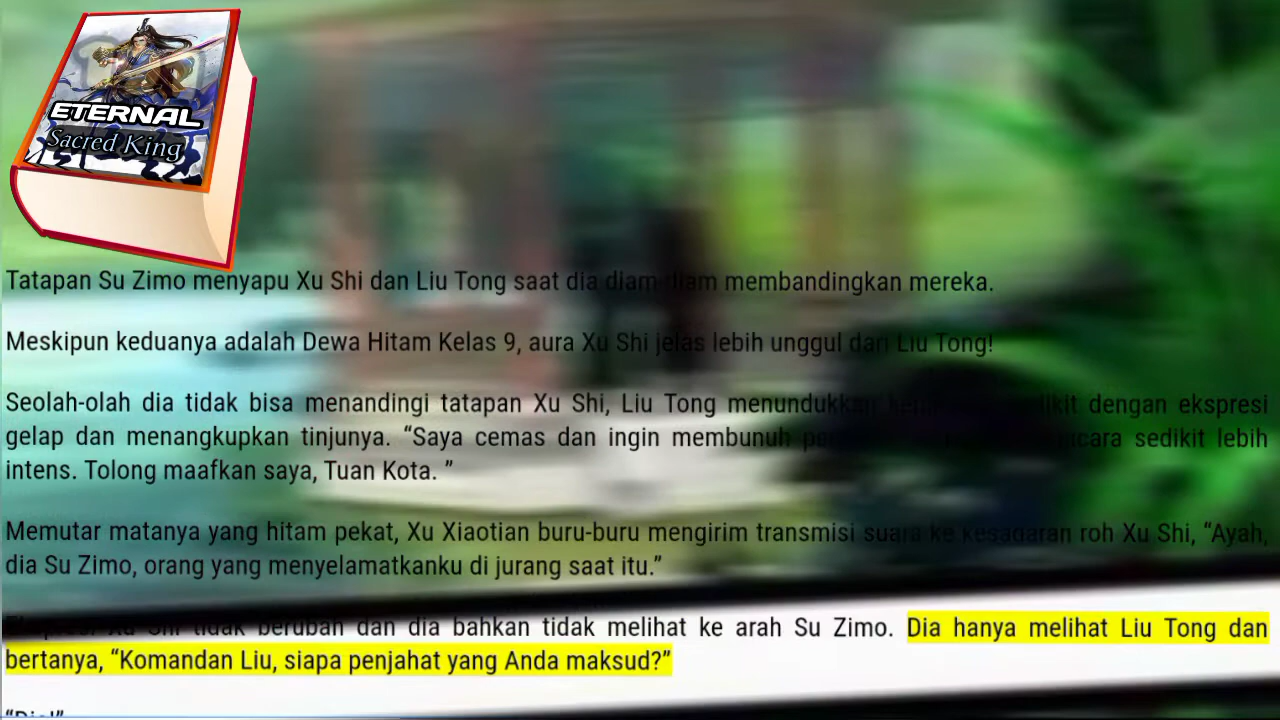 ETERNAL
Sacred King
Tatapan Su Zimo menyapu Xu Shi dan Liu Tong saat dia diam-diam membandingkan mereka.
Meskipun keduanya adalah Dewa Hitam Kelas 9, aura Xu Shi jelas lebih unggul dari Liu Tong!
Seolah-olah dia tidak bisa menandingi tatapan Xu Shi, Liu Tong menundukkan dengan ekspresi
gelap dan menangkupkan tinjunya. “Saya cemas dan ingin membunuh sedikit lebih
intens. Tolong maafkan saya, Tuan Kota. ”
Memutar matanya yang hitam pekat, Xu Xiaotian buru-buru mengirim transmisi suara ke kesadaran roh Xu Shi, “Ayah,
dia Su Zimo, orang yang menyelamatkanku di jurang saat itu.”
Xu Shi tidak berubah dan dia bahkan tidak melihat ke arah Su Zimo. Dia hanya melihat Liu Tong dan
bertanya, “Komandan Liu, siapa penjahat yang Anda maksud?”